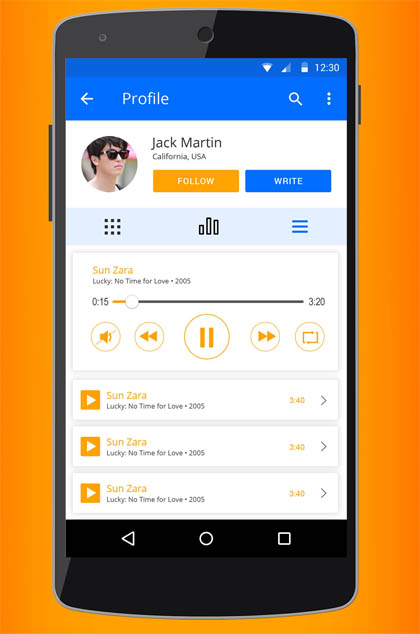 12:30
Profile
Jack Martin
California, USA
FOLLOW WRITE
Sun Zara
Lucky: No Time for Love • 2005
0:15 3:20
Sun Zara
Lucky: No Time for Love • 2005
3:40
Sun Zara
Lucky: No Time for Love • 2005
3:40
Sun Zara
Lucky: No Time for Love • 2005
3:40